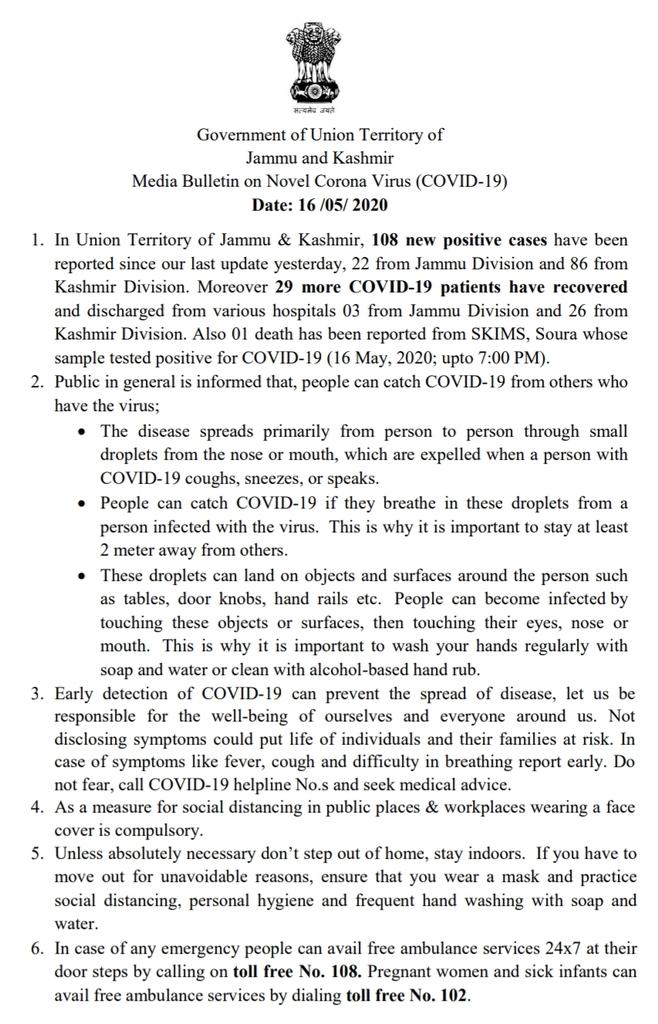 सत्यमेव जयते
Government of Union Territory of
Jammu and Kashmir
Media Bulletin on Novel Corona Virus (COVID-19)
Date: 16 /05/ 2020
1. In Union Territory of Jammu & Kashmir, 108 new positive cases have been
reported since our last update yesterday, 22 from Jammu Division and 86 from
Kashmir Division. Moreover 29 more COVID-19 patients have recovered
and discharged from various hospitals 03 from Jammu Division and 26 from
Kashmir Division. Also 01 death has been reported from SKIMS, Soura whose
sample tested positive for COVID-19 (16 May, 2020; upto 7:00 PM).
2. Public in general is informed that, people can catch COVID-19 from others who
have the virus;
• The disease spreads primarily from person to person through small
droplets from the nose or mouth, which are expelled when a person with
COVID-19 coughs, sneezes, or speaks.
• People can catch COVID-19 if they breathe in these droplets from a
person infected with the virus. This is why it is important to stay at least
2 meter away from others.
• These droplets can land on objects and surfaces around the person such
as tables, door knobs, hand rails etc. People can become infected by
touching these objects or surfaces, then touching their eyes, nose or
mouth. This is why it is important to wash your hands regularly with
soap and water or clean with alcohol-based hand rub.
3. Early detection of COVID-19 can prevent the spread of disease, let us be
responsible for the well-being of ourselves and everyone around us. Not
disclosing symptoms could put life of individuals and their families at risk. In
case of symptoms like fever, cough and difficulty in breathing report early. Do
not fear, call COVID-19 helpline No.s and seek medical advice.
4. As a measure for social distancing in public places & workplaces wearing a face
cover is compulsory.
5. Unless absolutely necessary don’t step out of home, stay indoors. If you have to
move out for unavoidable reasons, ensure that you wear a mask and practice
social distancing, personal hygiene and frequent hand washing with soap and
water.
6. In case of any emergency people can avail free ambulance services 24x7 at their
door steps by calling on toll free No. 108. Pregnant women and sick infants can
avail free ambulance services by dialing toll free No. 102.